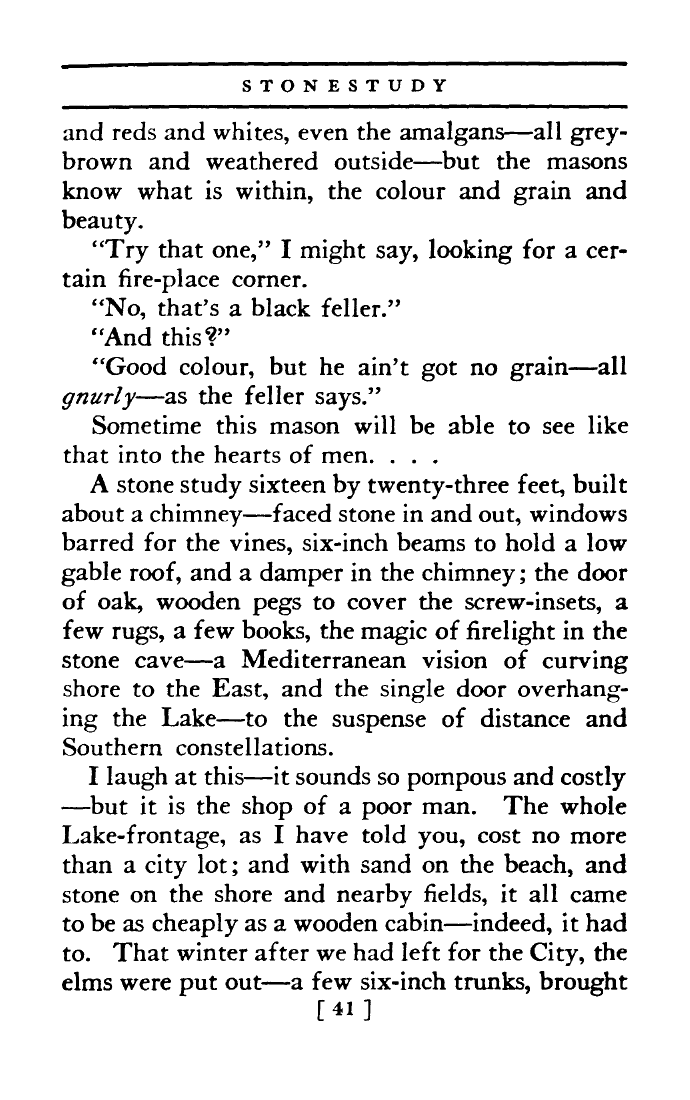 STONESTUDY
and reds and whites, even the amalgans—all grey-
brown and weathered outside—but the masons
know what is within, the colour and grain and
beauty.
“Try that one,” I might say, looking for a cer-
tain fire-place corner.
“No, that’s a black feller.”
“And this?”
“Good colour, but he ain’t got no grain—all
gnurly—as the feller says.”
Sometime this mason will be able to see like
that into the hearts of men. . . .
A stone study sixteen by twenty-three feet, built
about a chimney—faced stone in and out, windows
barred for the vines, six-inch beams to hold a low
gable roof, and a damper in the chimney; the door
of oak, wooden pegs to cover the screw-insets, a
few rugs, a few books, the magic of firelight in the
stone cave—a Mediterranean vision of curving
shore to the East, and the single door overhang-
ing the Lake—to the suspense of distance and
Southern constellations.
I laugh at this—it sounds so pompous and costly
—but it is the shop of a poor man. The whole
Lake-frontage, as I have told you, cost no more
than a city lot; and with sand on the beach, and
stone on the shore and nearby fields, it all came
to be as cheaply as a wooden cabin—indeed, it had
to. That winter after we had left for the City, the
elms were put out—a few six-inch trunks, brought
[ 41 ]